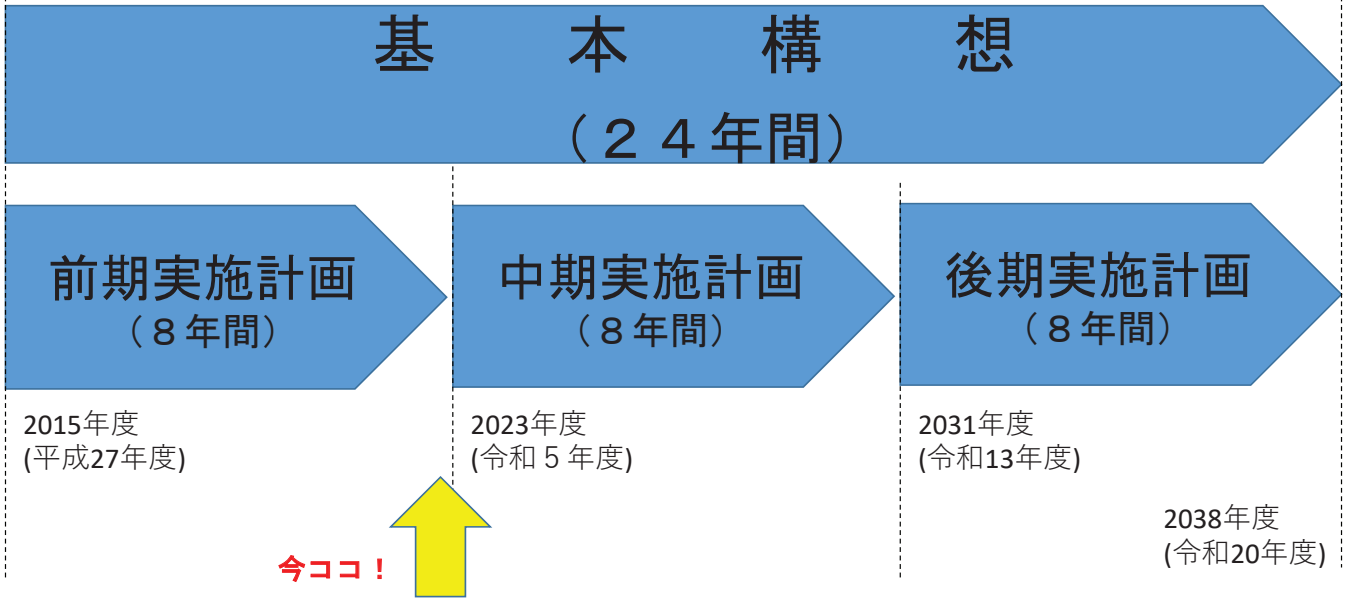 基本構想
（２４年間）
前期実施計画
（８年間）
中期実施計画
（８年間）
後期実施計画
（８年間）
2015年度
(平成27年度)
2023年度
(令和５年度)
2031年度
(令和13年度)
2038年度
(令和20年度)
今ココ！